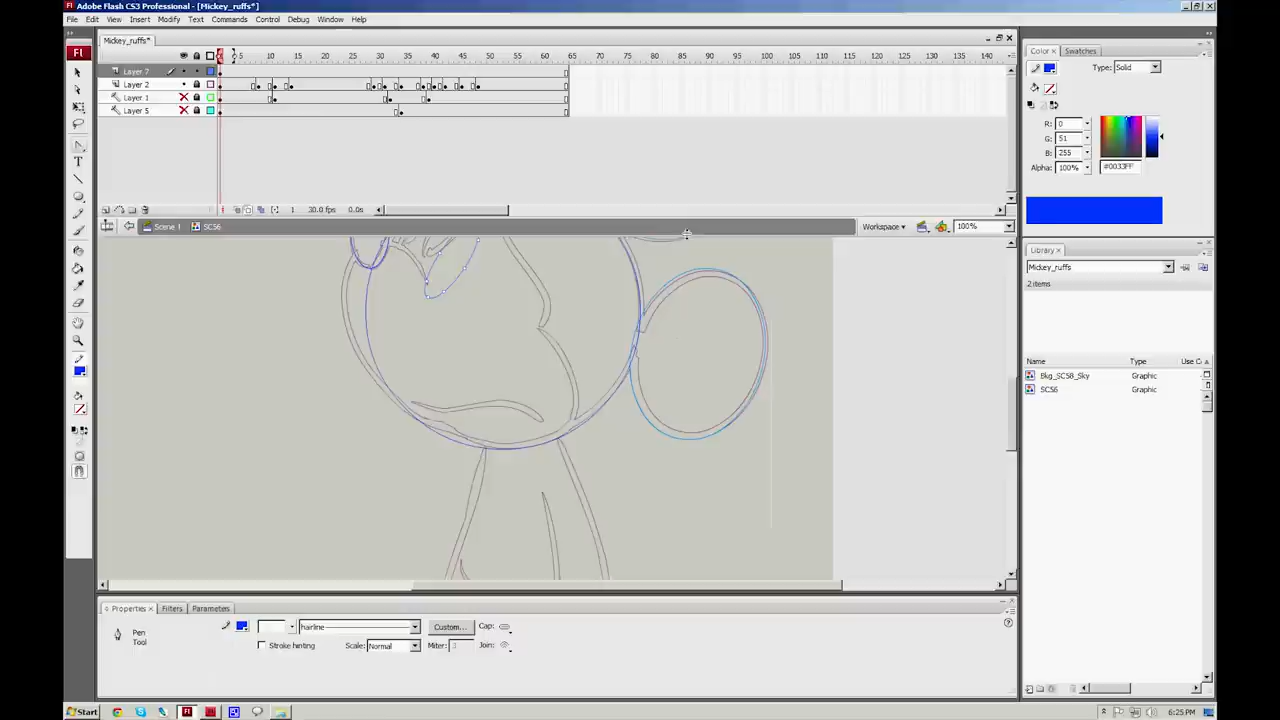 Adobe Flash CS3 Professional - [Mickey_ruffs*]
File Edit View Insert Modify Text Commands Control Debug Window Help
Mickey_ruffs*
5 10 15 20 25 30 35 40 45 50 55 60 65 70 75 80 85 90 95 100 105 110 115 120 125 130 135 140
Layer 7
Layer 2
Layer 1
Layer 5
1 30.0 fps 0.0s
Scene 1 SC56 Workspace 100%
Properties × Filters Parameters
Pen
Tool
hairline
Custom...
Cap:
Stroke hinting
Scale: Normal
Miter: 3
Join:
Color × Swatches
Type: Solid
R: 0
G: 51
B: 255
Alpha: 100%
#0033FF
Library ×
Mickey_ruffs
2 items
Name Type Use C
Bkg_SC58_Sky Graphic
SC56 Graphic
Start
6:25 PM